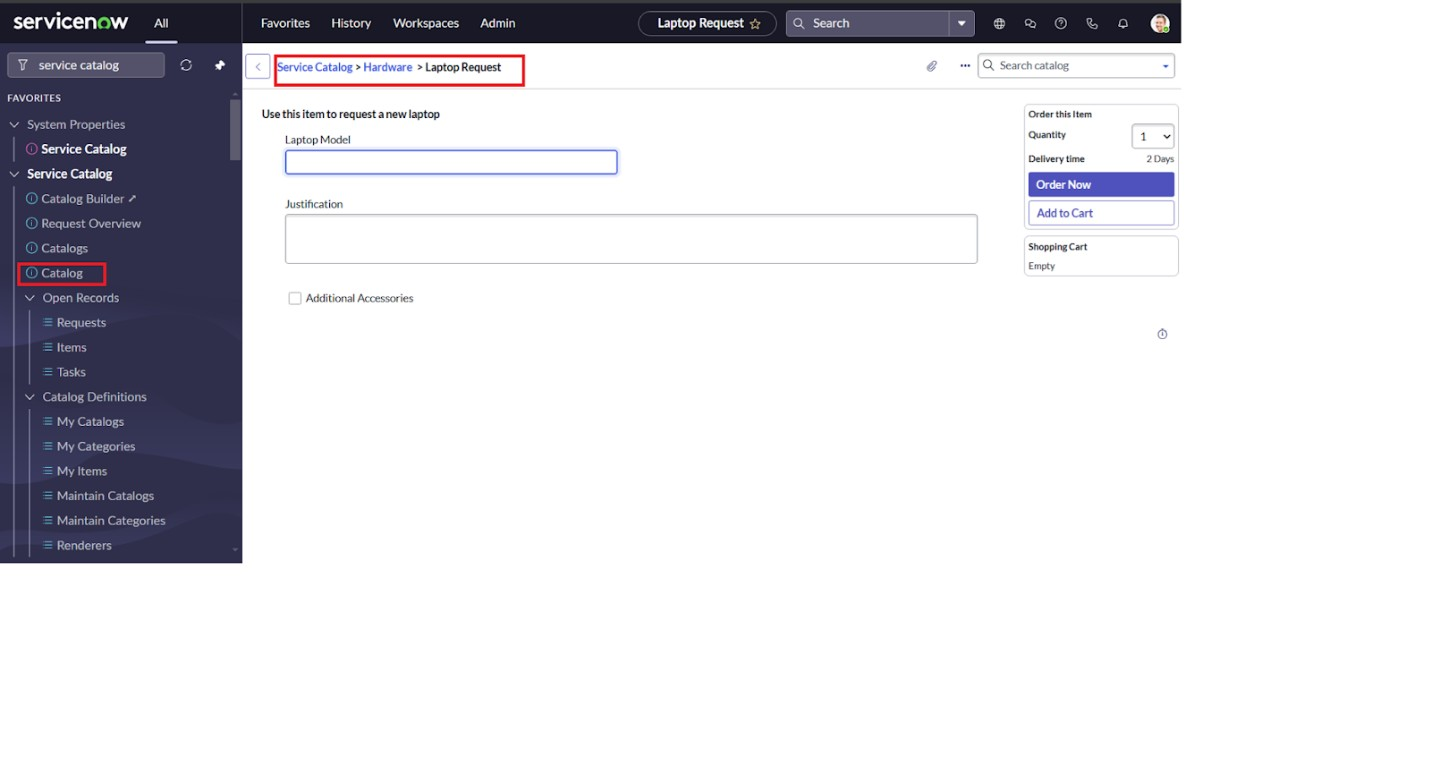 servicenow All Favorites History Workspaces Admin Laptop Request Search
service catalog
FAVORITES
System Properties
Service Catalog
Service Catalog
Catalog Builder
Request Overview
Catalogs
Catalog
Open Records
Requests
Items
Tasks
Catalog Definitions
My Catalogs
My Categories
My Items
Maintain Catalogs
Maintain Categories
Renderers
Service Catalog > Hardware > Laptop Request
Search catalog
Use this item to request a new laptop
Laptop Model
Justification
Additional Accessories
Order this Item
Quantity 1
Delivery time 2 Days
Order Now
Add to Cart
Shopping Cart
Empty